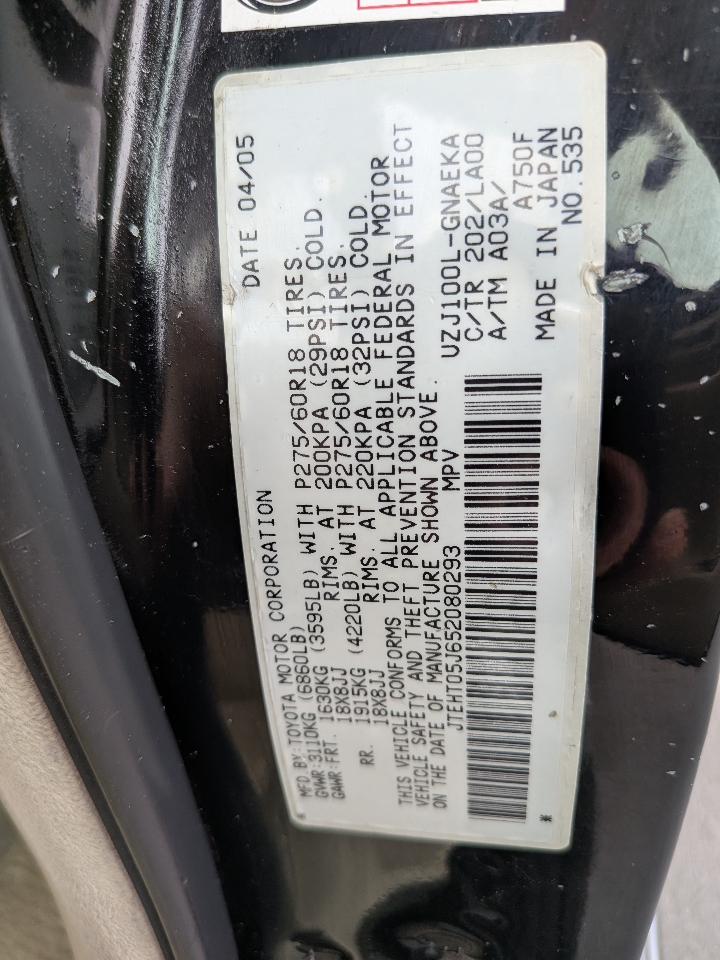 MFD BY:TOYOTA MOTOR CORPORATION DATE 04/05
GVWR:3110KG (6860LB)
GAWR:FRT. 1630KG (3595LB) WITH P275/60R18 TIRES.
18X8JJ RIMS. AT 200KPA (29PSI) COLD.
RR. 1915KG (4220LB) WITH P275/60R18 TIRES.
18X8JJ RIMS. AT 220KPA (32PSI) COLD.
THIS VEHICLE CONFORMS TO ALL APPLICABLE FEDERAL MOTOR
VEHICLE SAFETY AND THEFT PREVENTION STANDARDS IN EFFECT
ON THE DATE OF MANUFACTURE SHOWN ABOVE.
JTEHT05J652080293 MPV
UZJ100L-GNAEKA
C/TR 202/LA00
A/TM A03A/
A750F
MADE IN JAPAN
* NO.535